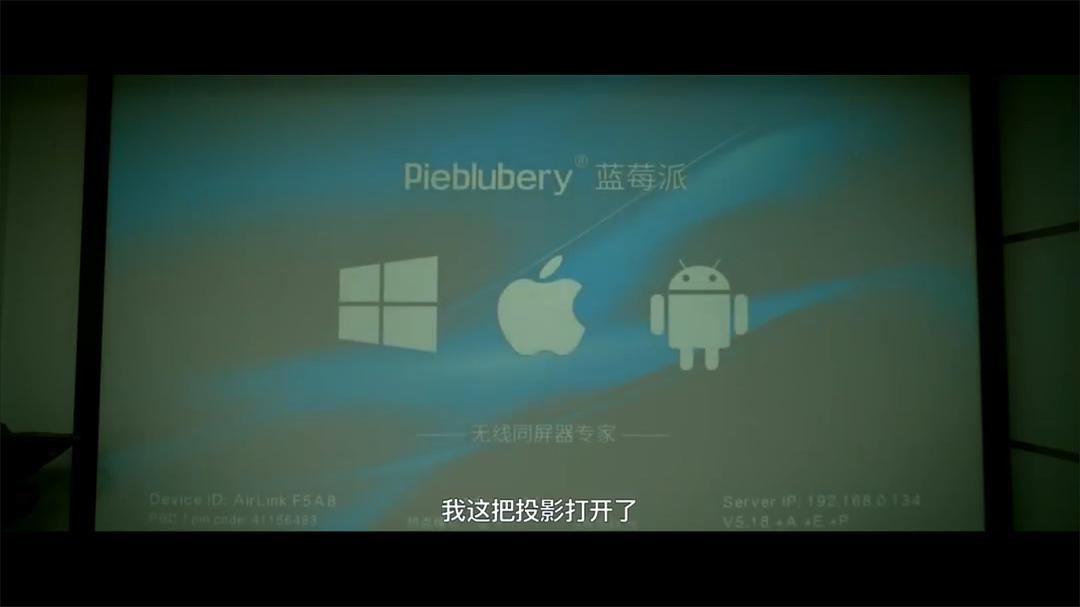 Pieblubery® 蓝莓派
无线同屏器专家
Device ID: AirLink F5A8
Server IP: 192.168.0.134
我这把投影打开了
V5.18 +A +E +P